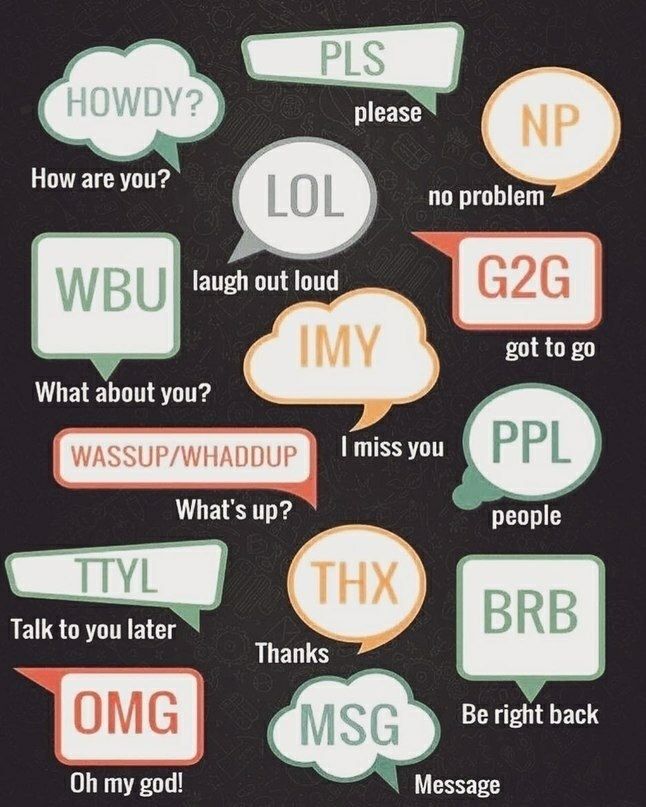 PLS
please
HOWDY?
How are you?
NP
no problem
LOL
laugh out loud
WBU
What about you?
G2G
got to go
IMY
I miss you
PPL
people
WASSUP/WHADDUP
What's up?
TTYL
Talk to you later
THX
Thanks
BRB
Be right back
OMG
Oh my god!
MSG
Message